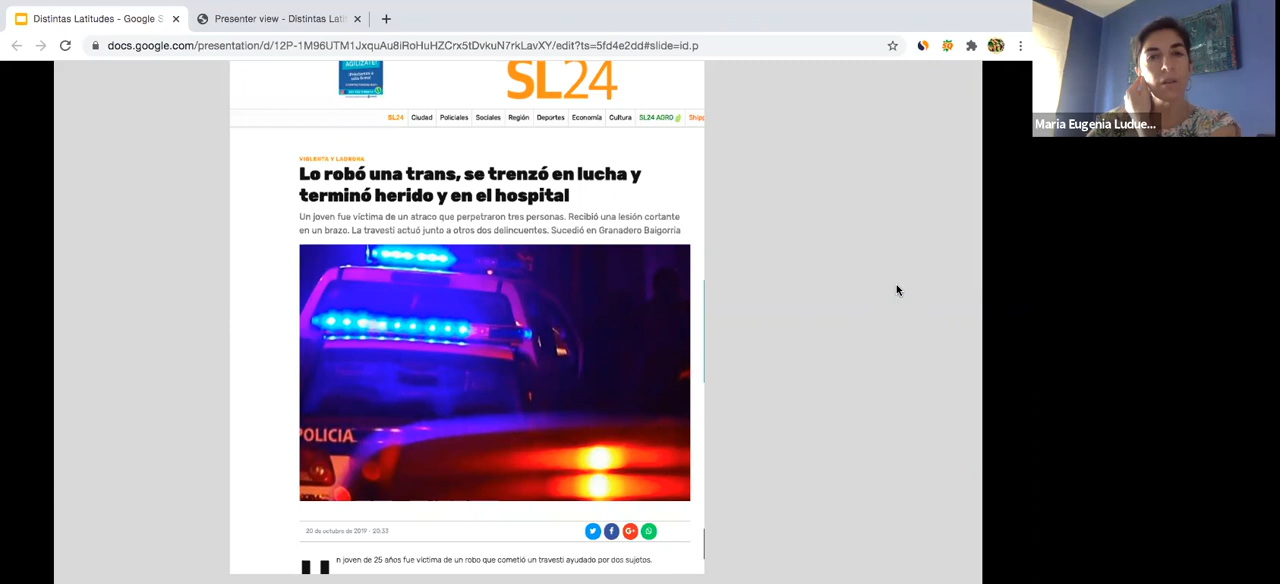 Distintas Latitudes - Google S
Presenter view - Distintas Lati
docs.google.com/presentation/d/12P-1M96UTM1JxquAu8iRoHuHZCrx5tDvkuN7rkLavXY/edit?ts=5fd4e2dd#slide=id.p
Maria Eugenia Ludue...
SL24
SL24 Ciudad Policiales Sociales Región Deportes Economía Cultura SL24 AGRO Shipp
VIOLENTA Y LADRONA
Lo robó una trans, se trenzó en lucha y
terminó herido y en el hospital
Un joven fue víctima de un atraco que perpetraron tres personas. Recibió una lesión cortante
en un brazo. La travesti actuó junto a otros dos delincuentes. Sucedió en Granadero Baigorria
POLICIA
20 de octubre de 2019 - 20:33
n joven de 25 años fue víctima de un robo que cometió un travesti ayudado por dos sujetos.